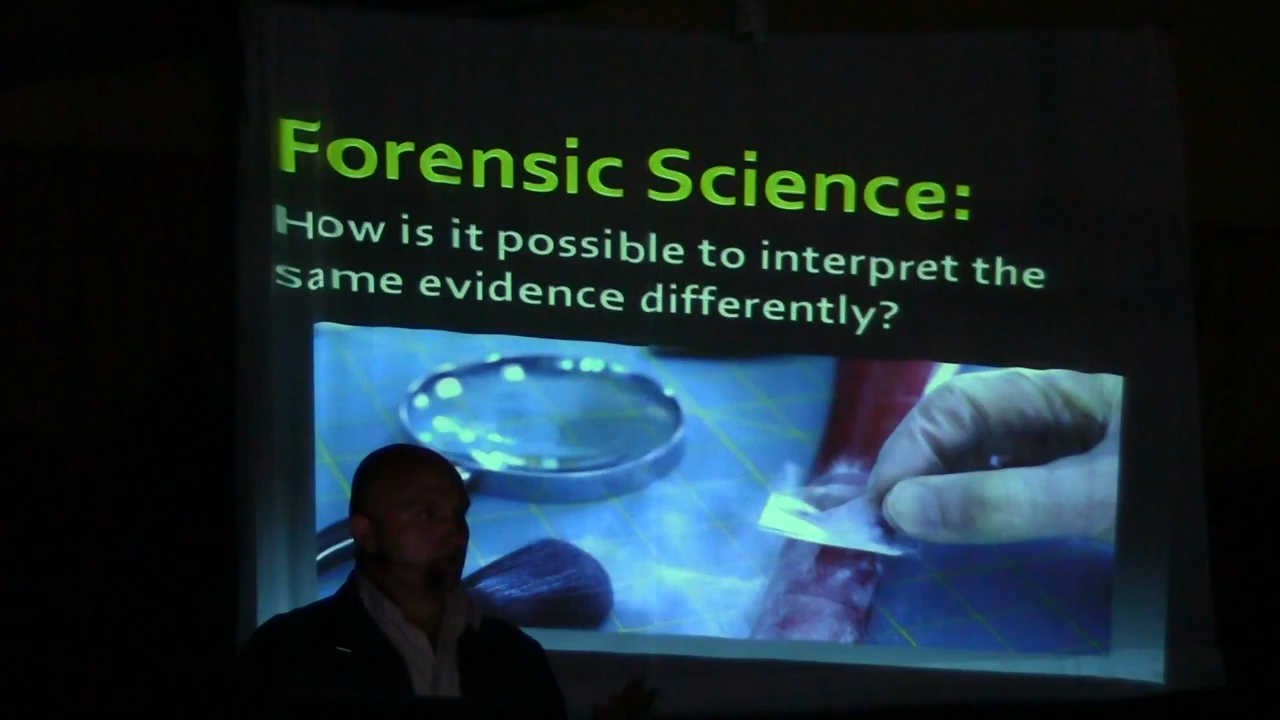 Forensic Science:
How is it possible to interpret the
same evidence differently?